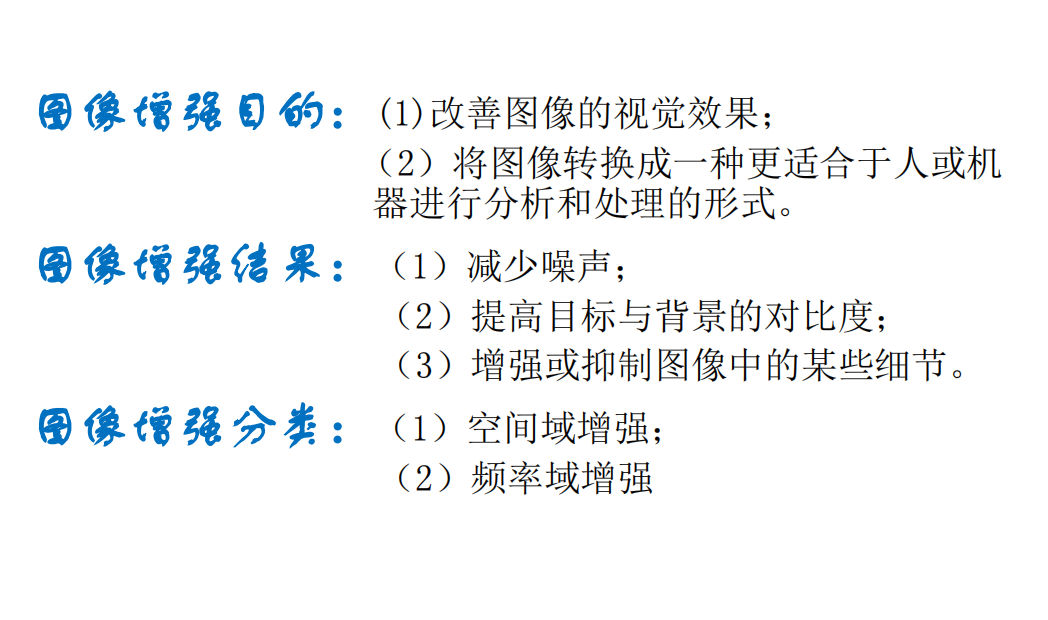 图像增强目的：(1)改善图像的视觉效果；
（2）将图像转换成一种更适合于人或机
器进行分析和处理的形式。
图像增强结果：（1）减少噪声；
（2）提高目标与背景的对比度；
（3）增强或抑制图像中的某些细节。
图像增强分类：（1）空间域增强；
（2）频率域增强